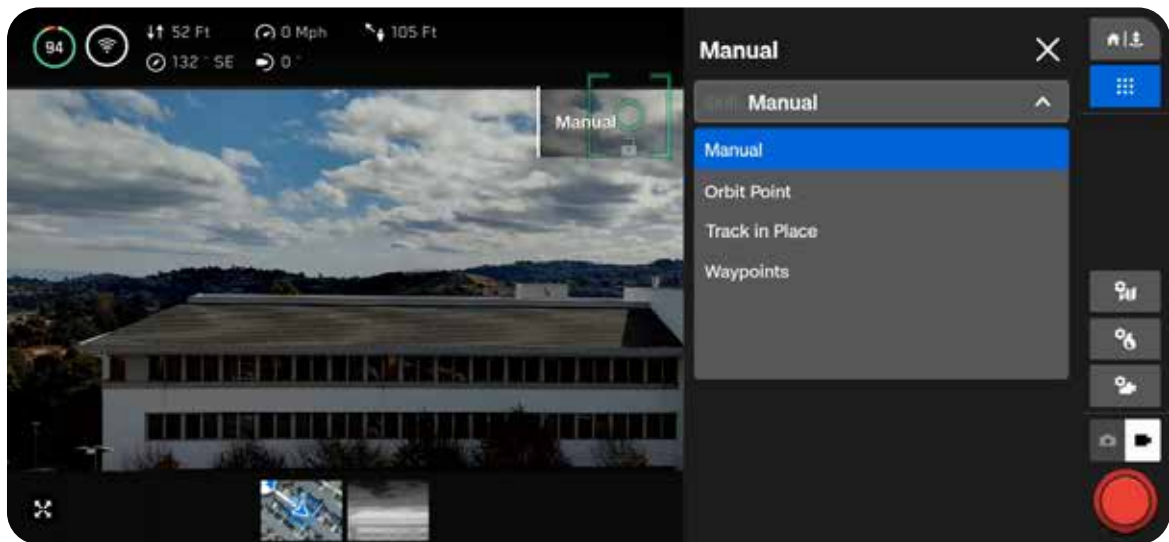 94
52 Ft
0 Mph
105 Ft
132° SE
0°
Manual
Manual
Skill Manual
Manual
Orbit Point
Track in Place
Waypoints